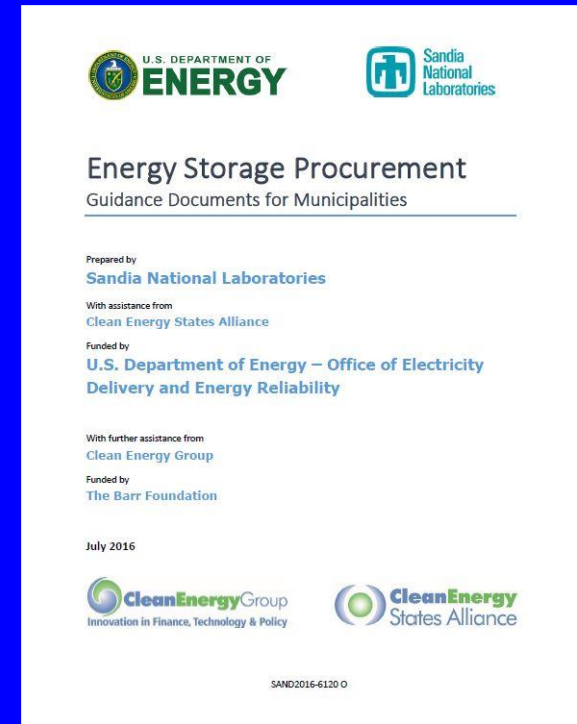 U.S. DEPARTMENT OF
ENERGY
Sandia
National
Laboratories
Energy Storage Procurement
Guidance Documents for Municipalities
Prepared by
Sandia National Laboratories
With assistance from
Clean Energy States Alliance
Funded by
U.S. Department of Energy – Office of Electricity
Delivery and Energy Reliability
With further assistance from
Clean Energy Group
Funded by
The Barr Foundation
July 2016
CleanEnergyGroup
Innovation in Finance, Technology & Policy
CleanEnergy
States Alliance
SAND2016-6120 O